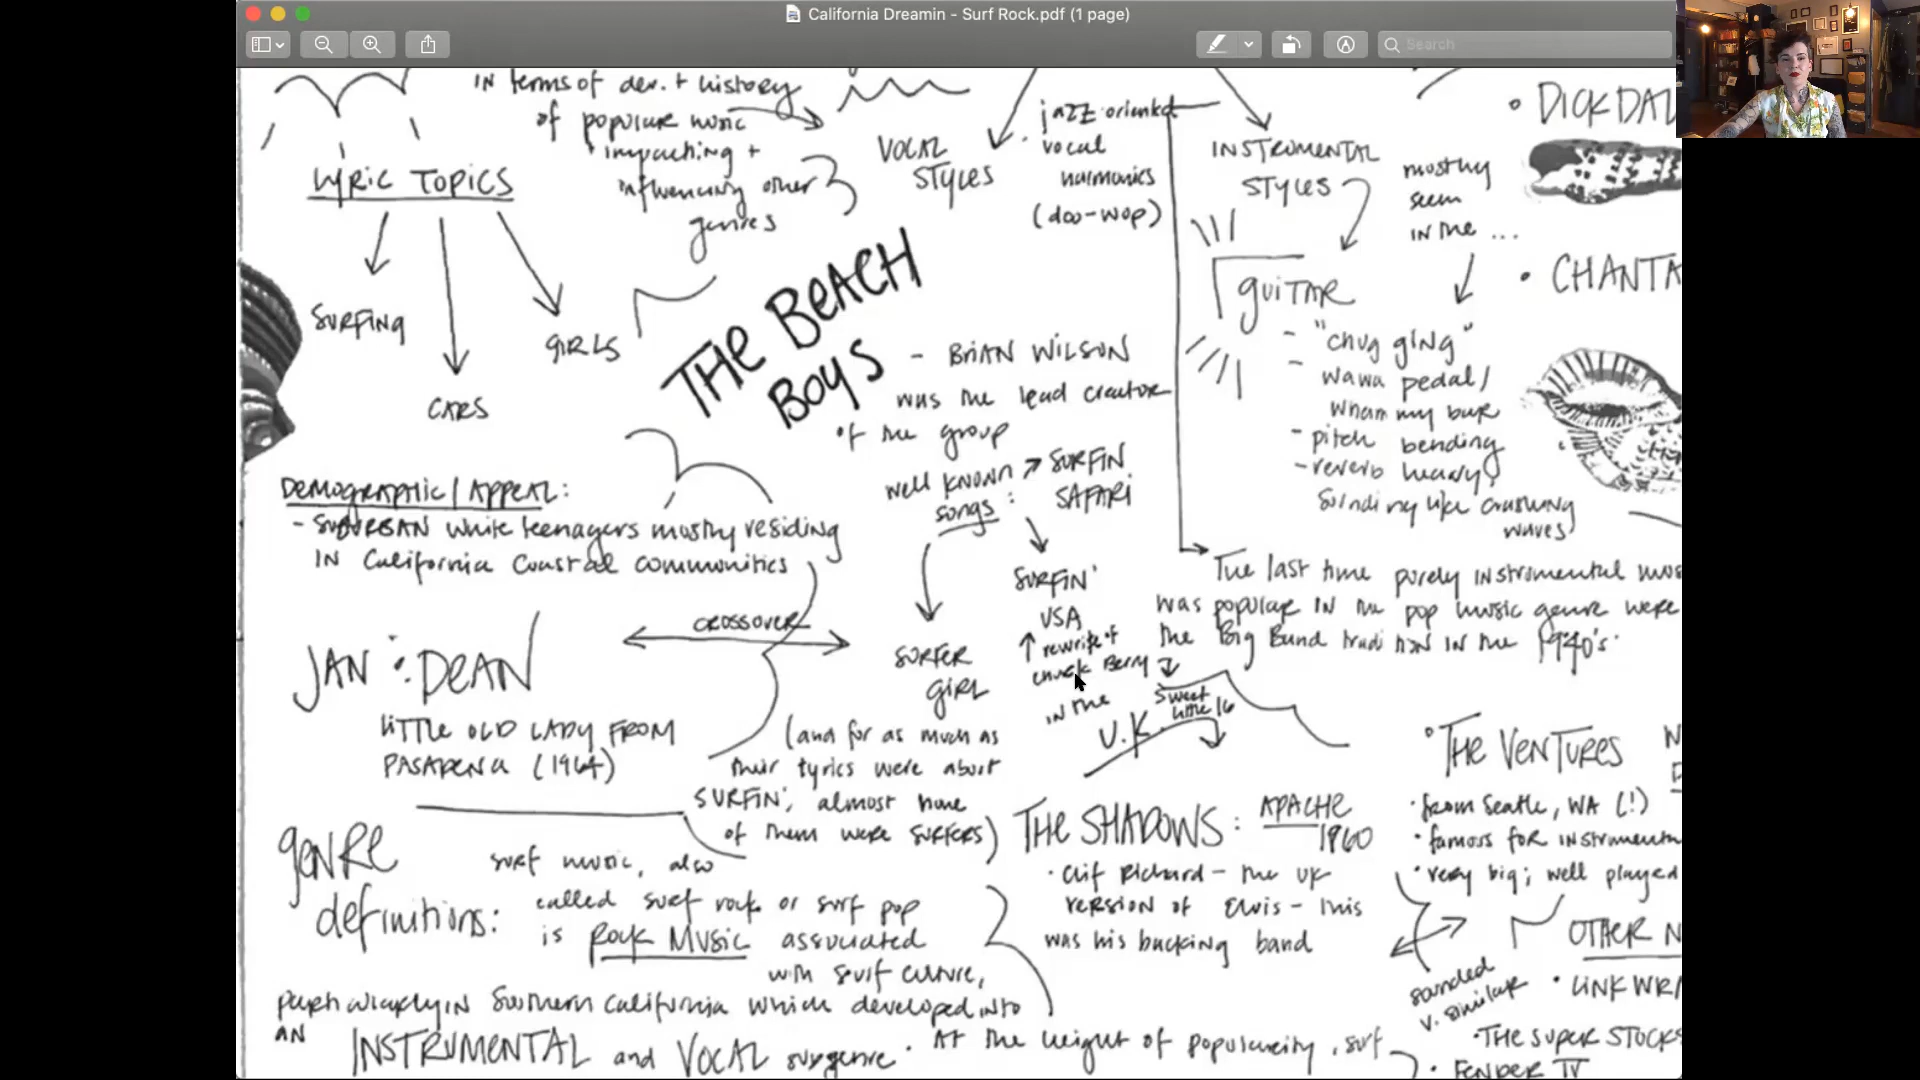 California Dreamin - Surf Rock.pdf (1 page)
Search
IN terms of dev. + history
of popular music
impacting +
influencing other
genres
LYRIC TOPICS
SURFING
CARS
GIRLS
VOCAL
STYLES
jazz oriented
vocal
harmonies
(doo-wop)
INSTRUMENTAL
STYLES
mostly
seen
IN the ...
GUITAR
- "chugging"
- wawa pedal/
whammy bar
- pitch bending
- reverb heavy,
sounding like crashing
waves
• DICK DAL
• CHANTA
THE BEACH
BOYS
- BRIAN WILSON
was the lead creator
of the group
well known
songs:
SURFIN
SAFARI
SURFIN'
USA
rewrite of
Chuck Berry
Sweet
little 16
SURFER
GIRL
(and for as much as
their lyrics were about
SURFIN', almost none
of them were SURFERS)
DEMOGRAPHIC/APPEAL:
- SUBURBAN white teenagers mostly residing
IN California Coastal communities
CROSSOVER
JAN : DEAN
LITTLE OLD LADY FROM
PASADENA (1964)
The last time purely instrumental mus
was popular IN the pop music genre were
the Big Band tradition in the 1940's.
in the
U.K.
THE SHADOWS: APACHE
1960
• Clif Richard - the UK
version of Elvis - this
was his backing band
• THE VENTURES
• from Seatle, WA (!)
• famous for instrumenta
• very big; well played
OTHER N
• LINK WRA
• THE SUPER STOCKS
• FENDER IV
sounded
v. similar
GENRE
definitions:
surf music, also
called surf rock or surf pop
is ROCK MUSIC associated
with surf culture,
particularly IN Southern California which developed into
AN
INSTRUMENTAL and VOCAL subgenre.
At the height of popularity, surf